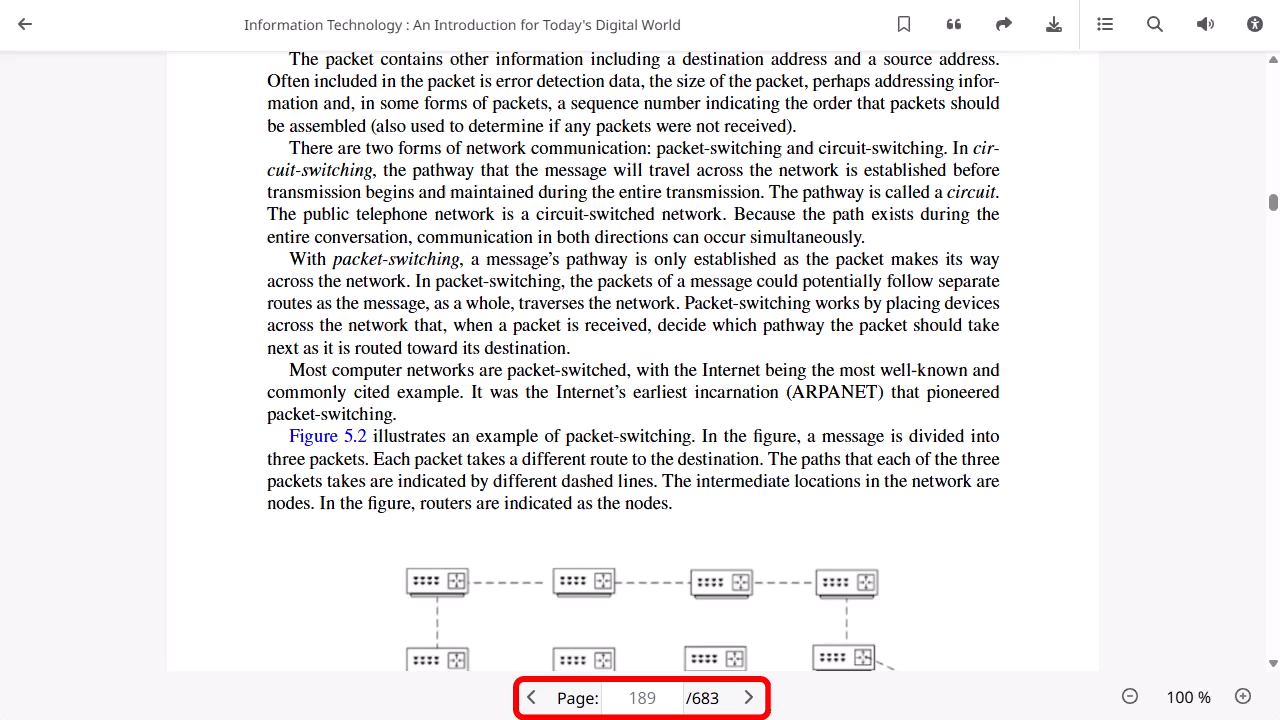 Information Technology : An Introduction for Today's Digital World
The packet contains other information including a destination address and a source address.
Often included in the packet is error detection data, the size of the packet, perhaps addressing infor-
mation and, in some forms of packets, a sequence number indicating the order that packets should
be assembled (also used to determine if any packets were not received).
There are two forms of network communication: packet-switching and circuit-switching. In cir-
cuit-switching, the pathway that the message will travel across the network is established before
transmission begins and maintained during the entire transmission. The pathway is called a circuit.
The public telephone network is a circuit-switched network. Because the path exists during the
entire conversation, communication in both directions can occur simultaneously.
With packet-switching, a message’s pathway is only established as the packet makes its way
across the network. In packet-switching, the packets of a message could potentially follow separate
routes as the message, as a whole, traverses the network. Packet-switching works by placing devices
across the network that, when a packet is received, decide which pathway the packet should take
next as it is routed toward its destination.
Most computer networks are packet-switched, with the Internet being the most well-known and
commonly cited example. It was the Internet’s earliest incarnation (ARPANET) that pioneered
packet-switching.
Figure 5.2 illustrates an example of packet-switching. In the figure, a message is divided into
three packets. Each packet takes a different route to the destination. The paths that each of the three
packets takes are indicated by different dashed lines. The intermediate locations in the network are
nodes. In the figure, routers are indicated as the nodes.
Page: 189 /683
100 %